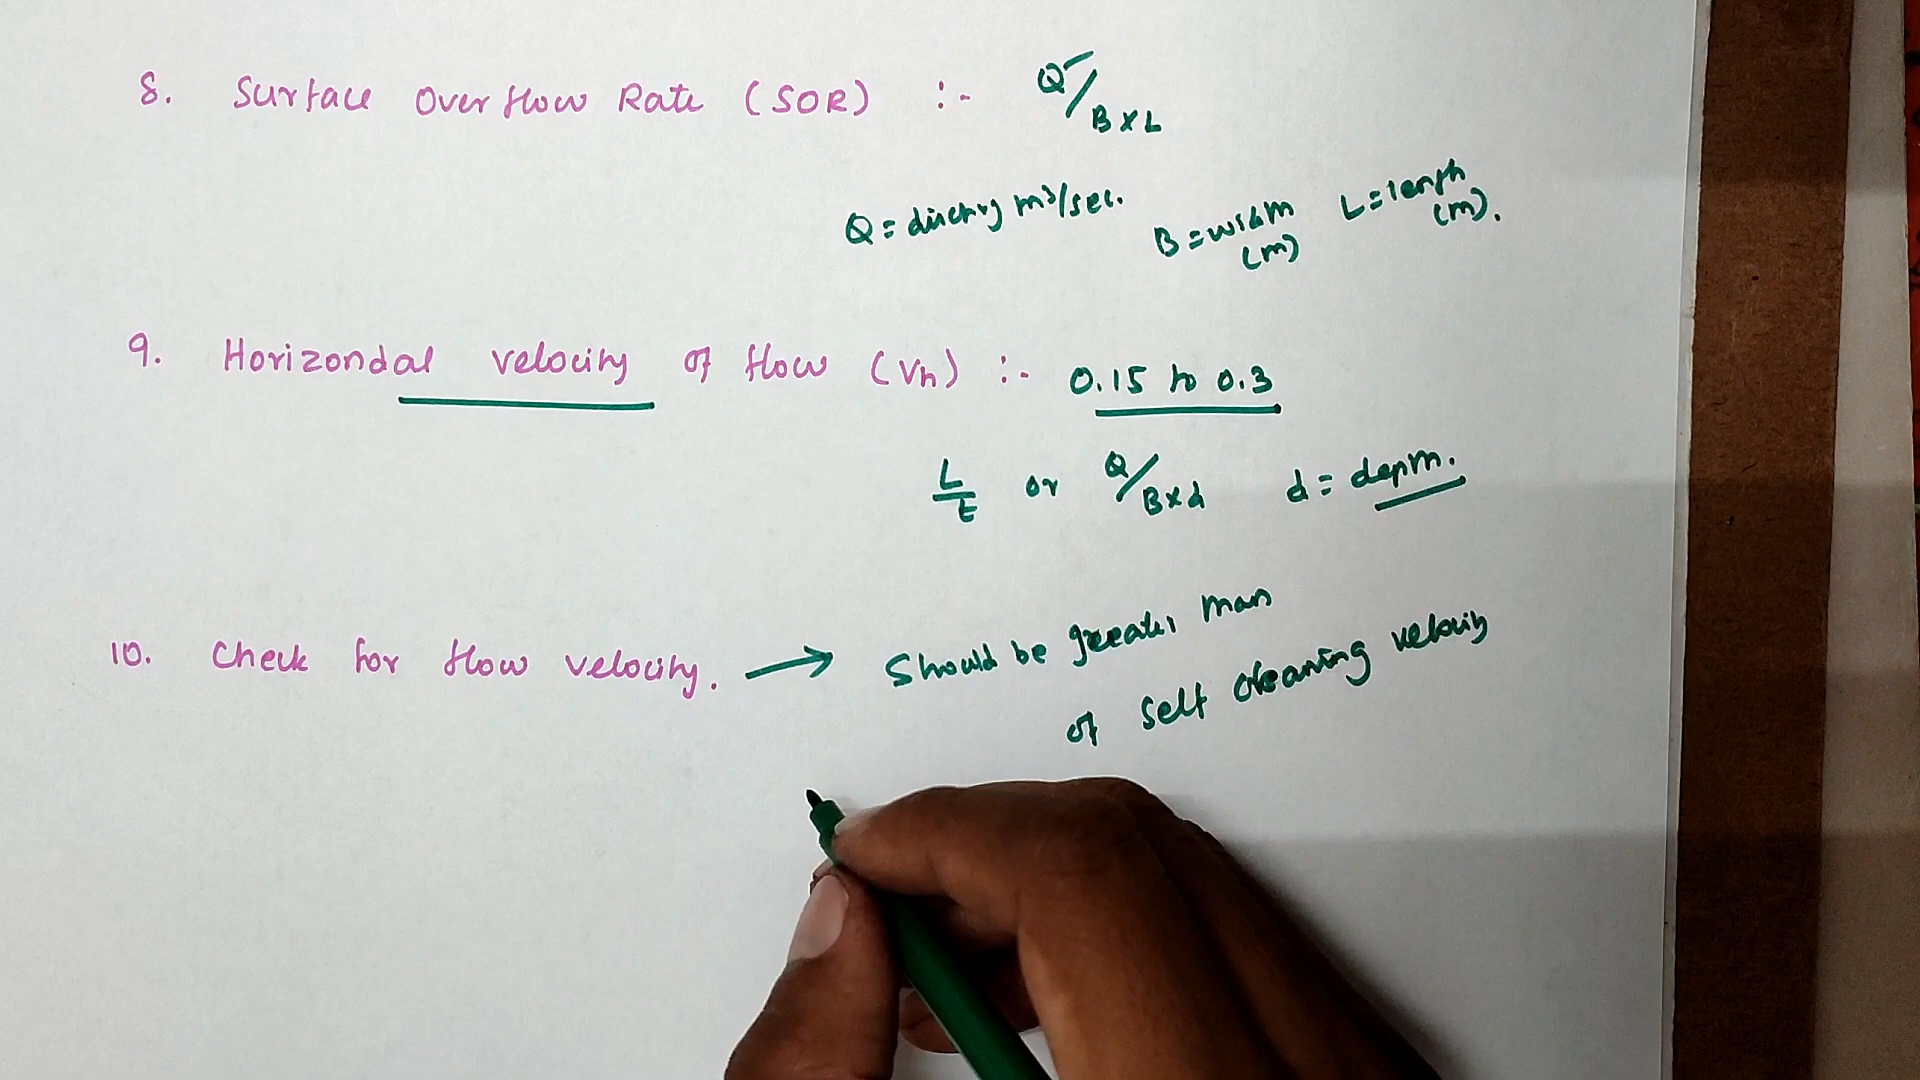 8. Surface Over flow Rate (SOR) :- Q/B×L
Q = discharg m³/sec. B = width (m) L = length (m).
9. Horizondal velocity of flow (Vh) :- 0.15 to 0.3
L/t or Q/B×d d = depth.
10. Check for flow velocity. → Should be greater than
of self cleaning velocity